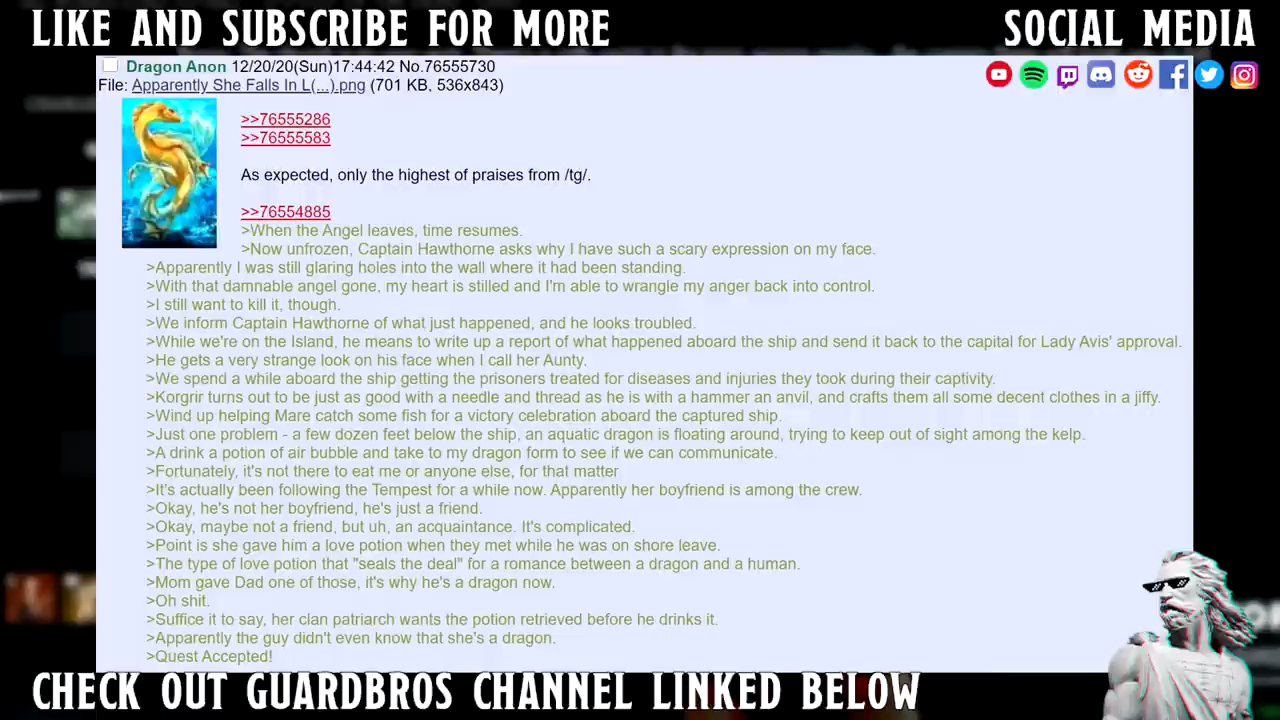 LIKE AND SUBSCRIBE FOR MORE
SOCIAL MEDIA
Dragon Anon 12/20/20(Sun)17:44:42 No.76555730
File: Apparently She Falls In L(...).png (701 KB, 536x843)
>>76555286
>>76555583
As expected, only the highest of praises from /tg/.
>>76554885
>When the Angel leaves, time resumes.
>Now unfrozen, Captain Hawthorne asks why I have such a scary expression on my face.
>Apparently I was still glaring holes into the wall where it had been standing.
>With that damnable angel gone, my heart is stilled and I'm able to wrangle my anger back into control.
>I still want to kill it, though.
>We inform Captain Hawthorne of what just happened, and he looks troubled.
>While we're on the Island, he means to write up a report of what happened aboard the ship and send it back to the capital for Lady Avis' approval.
>He gets a very strange look on his face when I call her Aunty.
>We spend a while aboard the ship getting the prisoners treated for diseases and injuries they took during their captivity.
>Korgrir turns out to be just as good with a needle and thread as he is with a hammer an anvil, and crafts them all some decent clothes in a jiffy.
>Wind up helping Mare catch some fish for a victory celebration aboard the captured ship.
>Just one problem - a few dozen feet below the ship, an aquatic dragon is floating around, trying to keep out of sight among the kelp.
>A drink a potion of air bubble and take to my dragon form to see if we can communicate.
>Fortunately, it's not there to eat me or anyone else, for that matter
>It's actually been following the Tempest for a while now. Apparently her boyfriend is among the crew.
>Okay, he's not her boyfriend, he's just a friend.
>Okay, maybe not a friend, but uh, an acquaintance. It's complicated.
>Point is she gave him a love potion when they met while he was on shore leave.
>The type of love potion that "seals the deal" for a romance between a dragon and a human.
>Mom gave Dad one of those, it's why he's a dragon now.
>Oh shit.
>Suffice it to say, her clan patriarch wants the potion retrieved before he drinks it.
>Apparently the guy didn't even know that she's a dragon.
>Quest Accepted!
CHECK OUT GUARDBROS CHANNEL LINKED BELOW